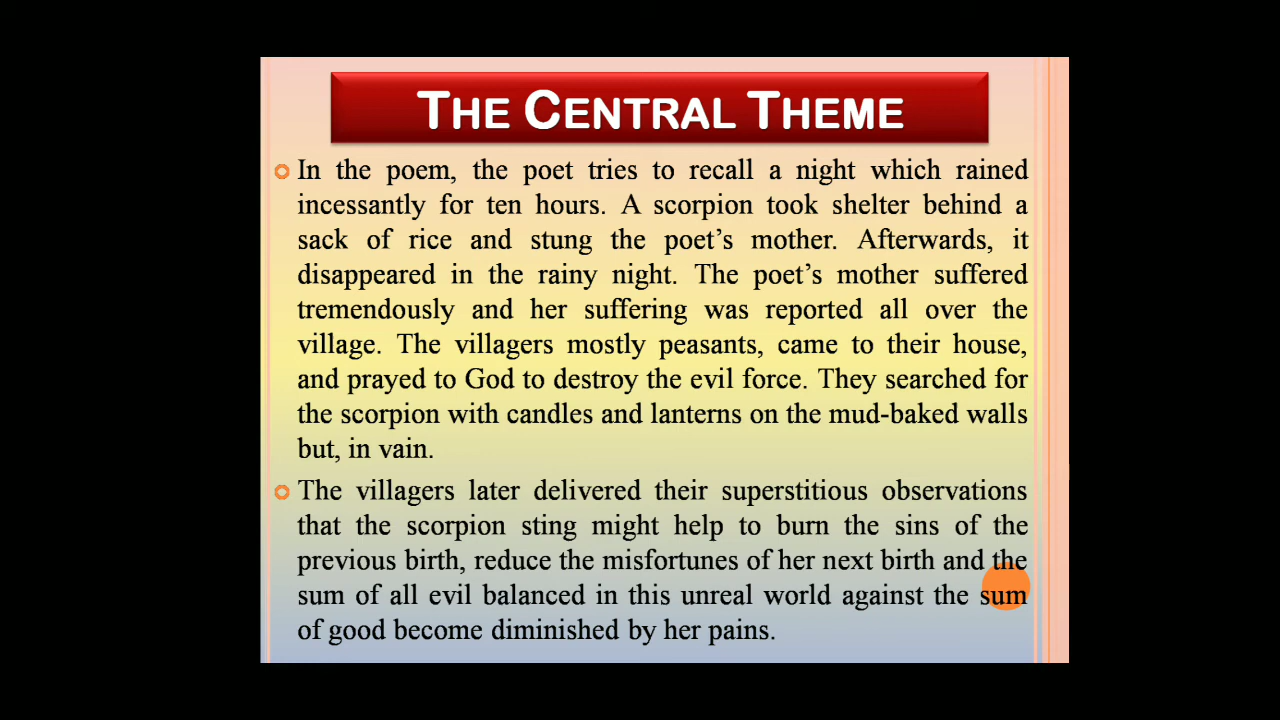 THE CENTRAL THEME
In the poem, the poet tries to recall a night which rained
incessantly for ten hours. A scorpion took shelter behind a
sack of rice and stung the poet's mother. Afterwards, it
disappeared in the rainy night. The poet's mother suffered
tremendously and her suffering was reported all over the
village. The villagers mostly peasants, came to their house,
and prayed to God to destroy the evil force. They searched for
the scorpion with candles and lanterns on the mud-baked walls
but, in vain.
The villagers later delivered their superstitious observations
that the scorpion sting might help to burn the sins of the
previous birth, reduce the misfortunes of her next birth and the
sum of all evil balanced in this unreal world against the sum
of good become diminished by her pains.